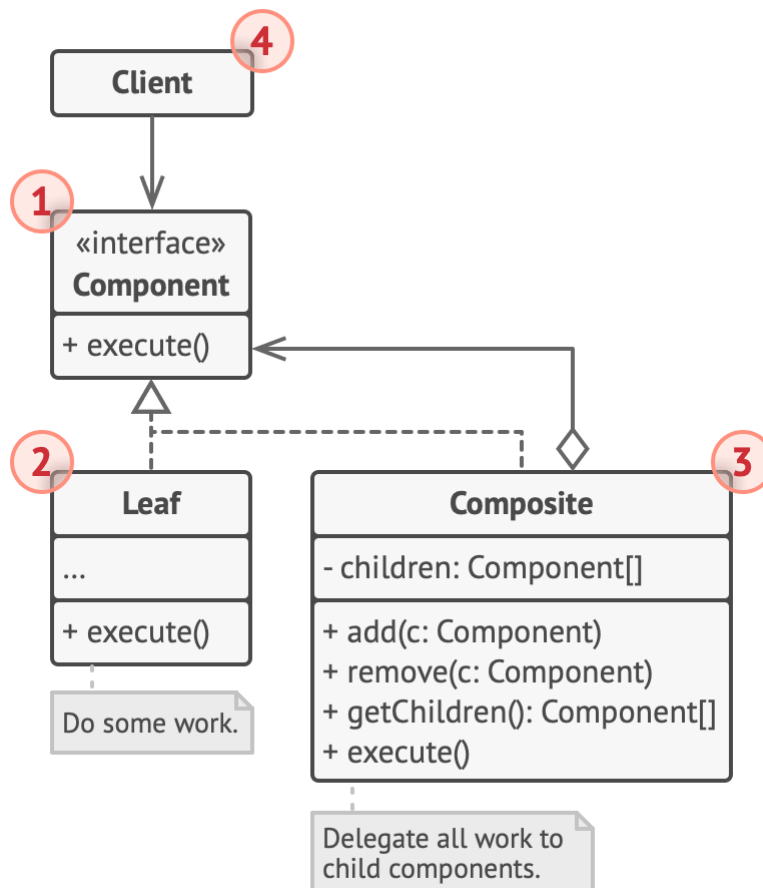 4
Client
1
«interface»
Component
+ execute()
2
Leaf
...
+ execute()
Do some work.
3
Composite
- children: Component[]
+ add(c: Component)
+ remove(c: Component)
+ getChildren(): Component[]
+ execute()
Delegate all work to
child components.